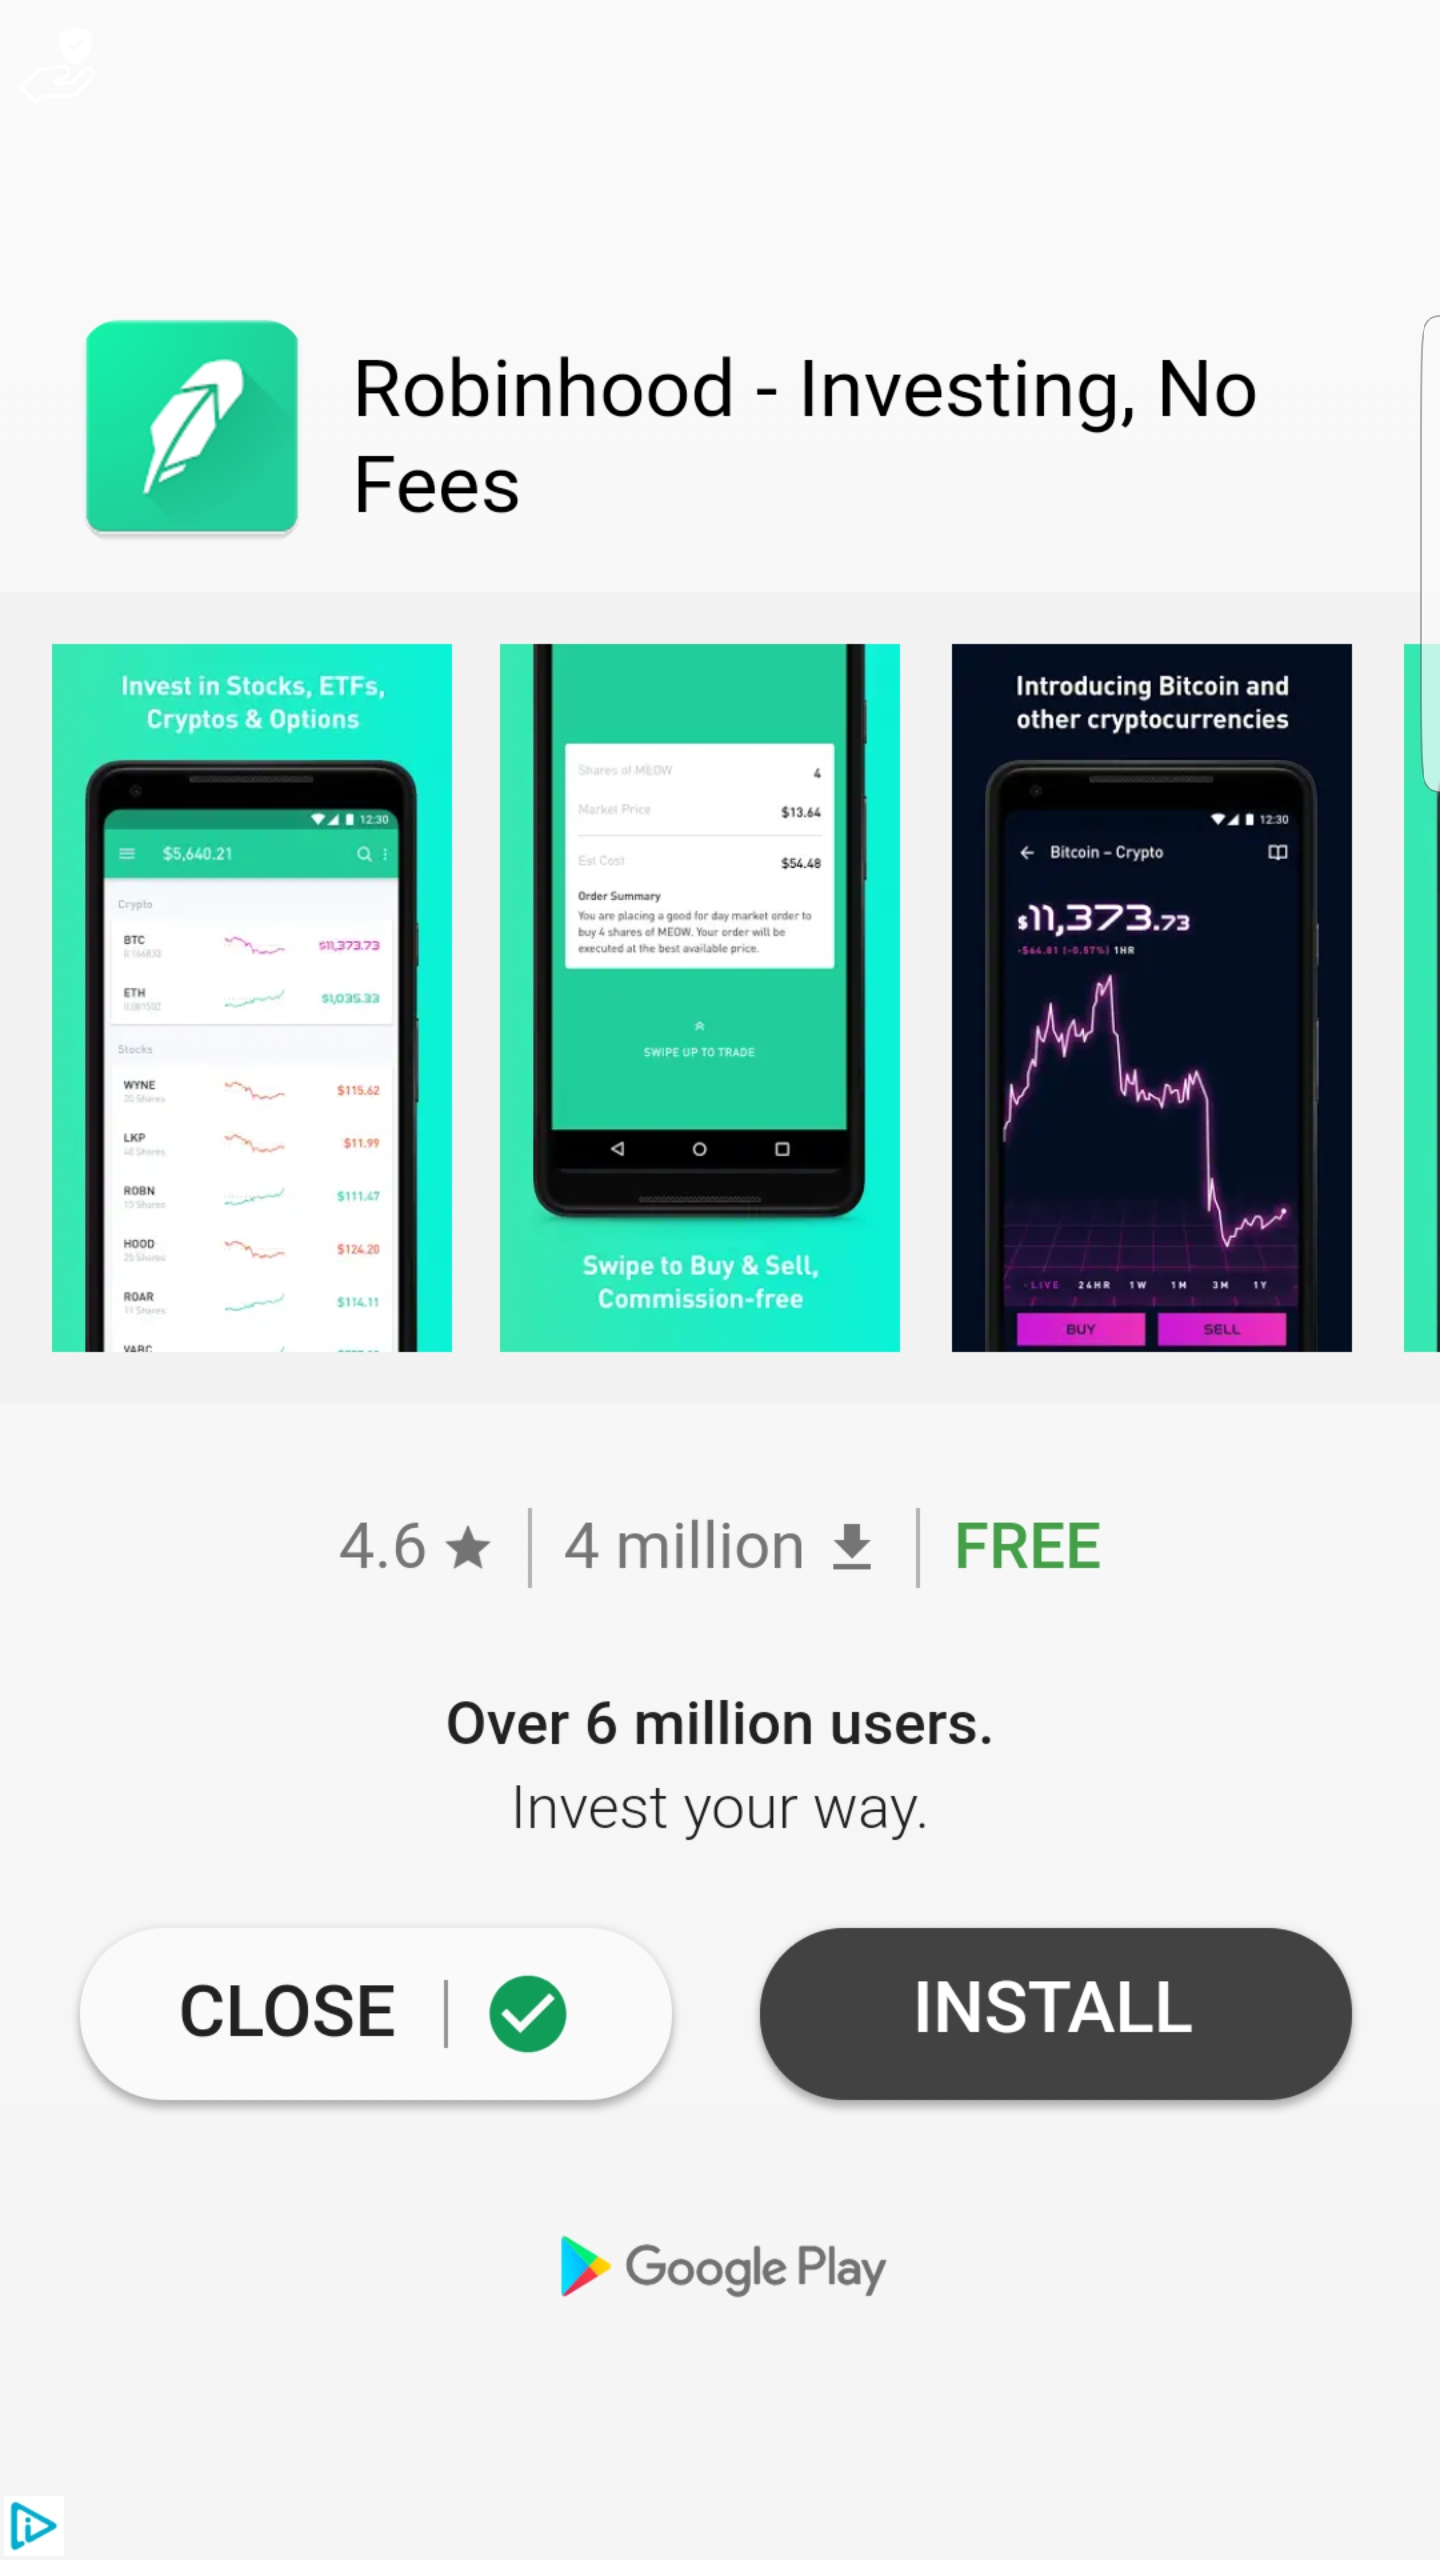 Robinhood - Investing, No
Fees
Invest in Stocks, ETFs,
Cryptos & Options
12:30
$5,640.21
Crypto
BTC
$11,373.73
ETH
$1,035.33
Stocks
WYNE
$115.62
20 Shares
LKP
$11.99
48 Shares
ROBN
$111.47
10 Shares
HOOD
$124.20
25 Shares
ROAR
$114.11
11 Shares
Shares of MEOW 4
Market Price $13.64
Est Cost $54.48
Order Summary
You are placing a good for day market order to
buy 4 shares of MEOW. Your order will be
executed at the best available price.
SWIPE UP TO TRADE
Swipe to Buy & Sell,
Commission-free
Introducing Bitcoin and
other cryptocurrencies
12:30
Bitcoin – Crypto
$11,373.73
-$64.81 (-0.57%) 1HR
LIVE 24HR 1W 1M 3M 1Y
BUY SELL
4.6 4 million FREE
Over 6 million users.
Invest your way.
CLOSE INSTALL
Google Play